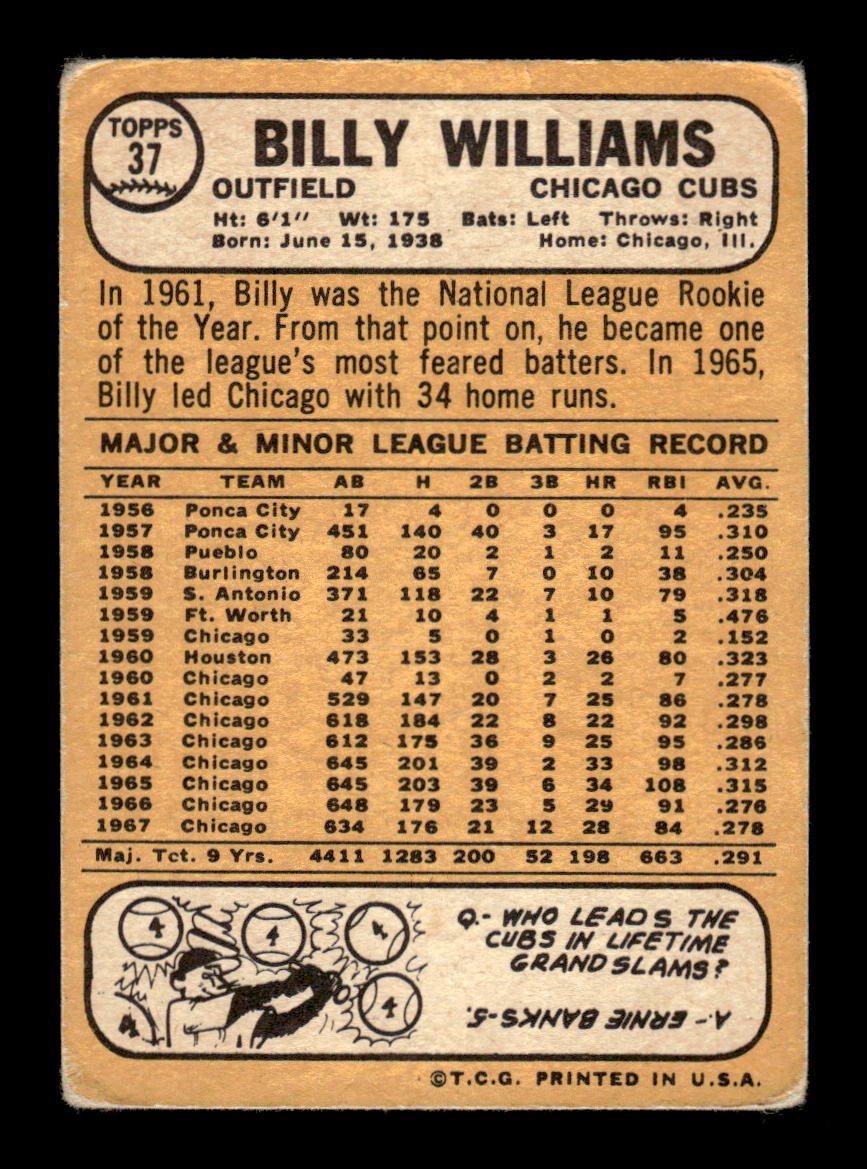 TOPPS
37
BILLY WILLIAMS
OUTFIELD CHICAGO CUBS
Ht: 6'1" Wt: 175 Bats: Left Throws: Right
Born: June 15, 1938 Home: Chicago, Ill.
In 1961, Billy was the National League Rookie
of the Year. From that point on, he became one
of the league's most feared batters. In 1965,
Billy led Chicago with 34 home runs.
MAJOR & MINOR LEAGUE BATTING RECORD
YEAR TEAM AB H 2B 3B HR RBI AVG.
1956 Ponca City 17 4 0 0 0 4 .235
1957 Ponca City 451 140 40 3 17 95 .310
1958 Pueblo 80 20 2 1 2 11 .250
1958 Burlington 214 65 7 0 10 38 .304
1959 S. Antonio 371 118 22 7 10 79 .318
1959 Ft. Worth 21 10 4 1 1 5 .476
1959 Chicago 33 5 0 1 0 2 .152
1960 Houston 473 153 28 3 26 80 .323
1960 Chicago 47 13 0 2 2 7 .277
1961 Chicago 529 147 20 7 25 86 .278
1962 Chicago 618 184 22 8 22 92 .298
1963 Chicago 612 175 36 9 25 95 .286
1964 Chicago 645 201 39 2 33 98 .312
1965 Chicago 645 203 39 6 34 108 .315
1966 Chicago 648 179 23 5 29 91 .276
1967 Chicago 634 176 21 12 28 84 .278
Maj. Tct. 9 Yrs. 4411 1283 200 52 198 663 .291
4 4 4 4 4
Q.- WHO LEADS THE
CUBS IN LIFETIME
GRAND SLAMS?
A.- ERNIE BANKS-5.
©T.C.G. PRINTED IN U.S.A.